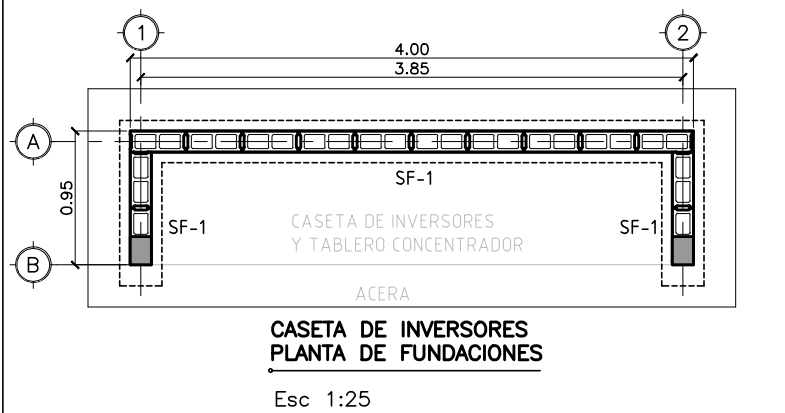 1
2
4.00
3.85
A
0.95
SF-1
SF-1
SF-1
CASETA DE INVERSORES
Y TABLERO CONCENTRADOR
B
ACERA
CASETA DE INVERSORES
PLANTA DE FUNDACIONES
Esc 1:25